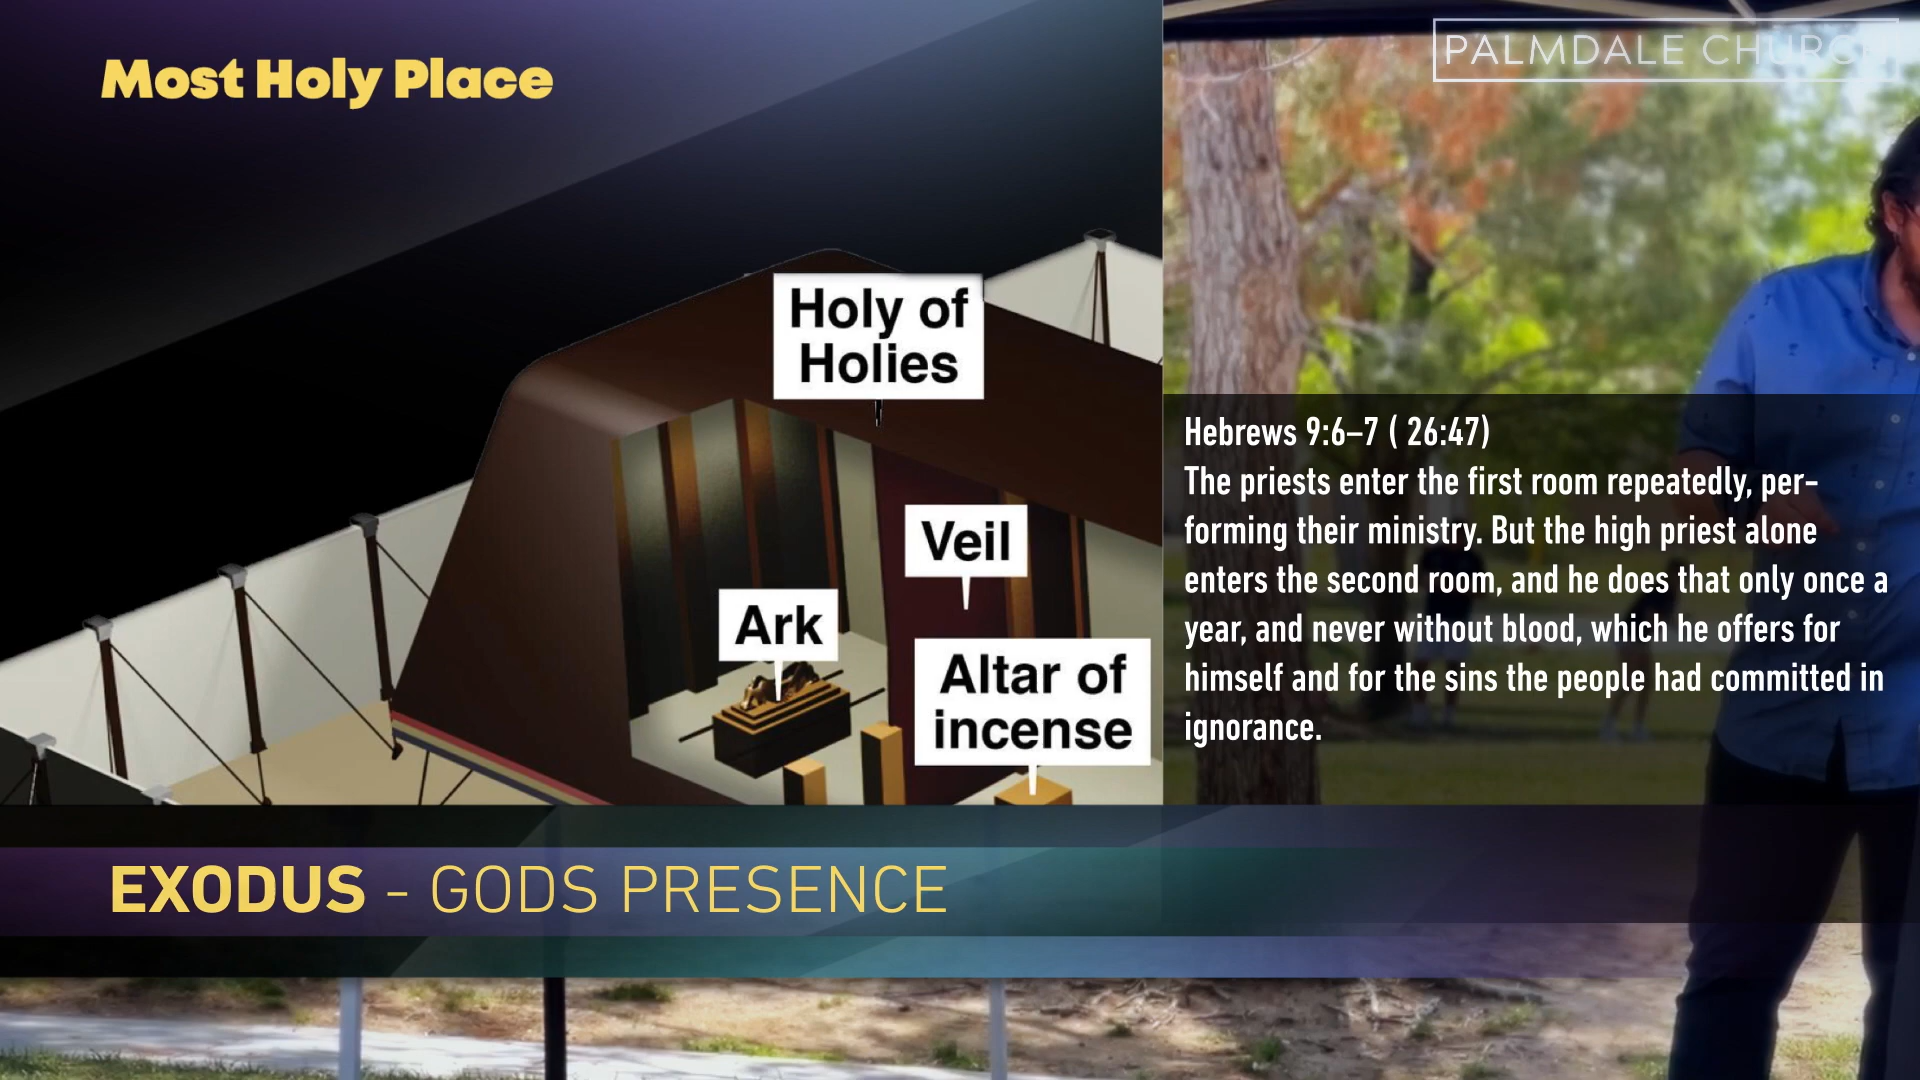 Most Holy Place
PALMDALE CHURCH
Holy of
Holies
Veil
Ark
Altar of
incense
Hebrews 9:6–7 ( 26:47)
The priests enter the first room repeatedly, per-
forming their ministry. But the high priest alone
enters the second room, and he does that only once a
year, and never without blood, which he offers for
himself and for the sins the people had committed in
ignorance.
EXODUS - GODS PRESENCE